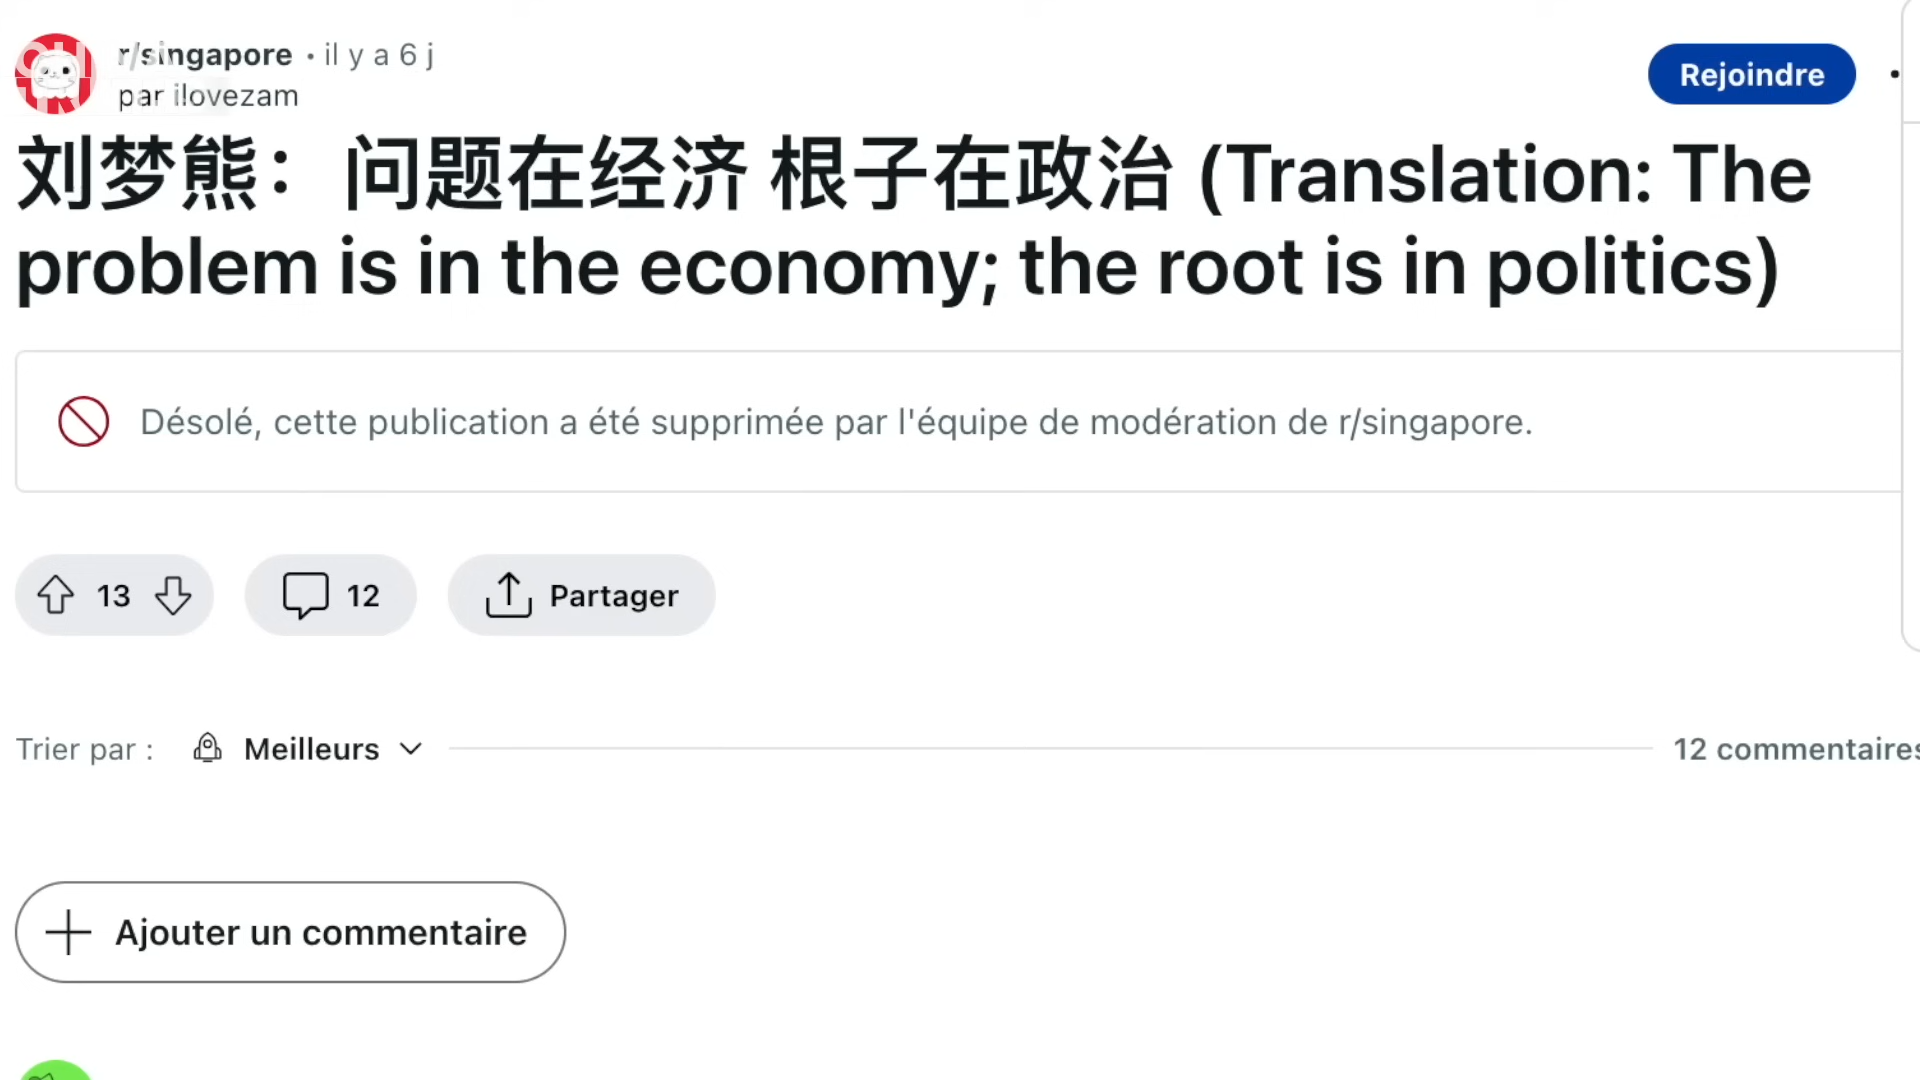 r/singapore • il y a 6 j
par ilovezam
Rejoindre
刘梦熊： 问题在经济 根子在政治 (Translation: The
problem is in the economy; the root is in politics)
Désolé, cette publication a été supprimée par l'équipe de modération de r/singapore.
13
12
Partager
Trier par :
Meilleurs
12 commentaires
Ajouter un commentaire